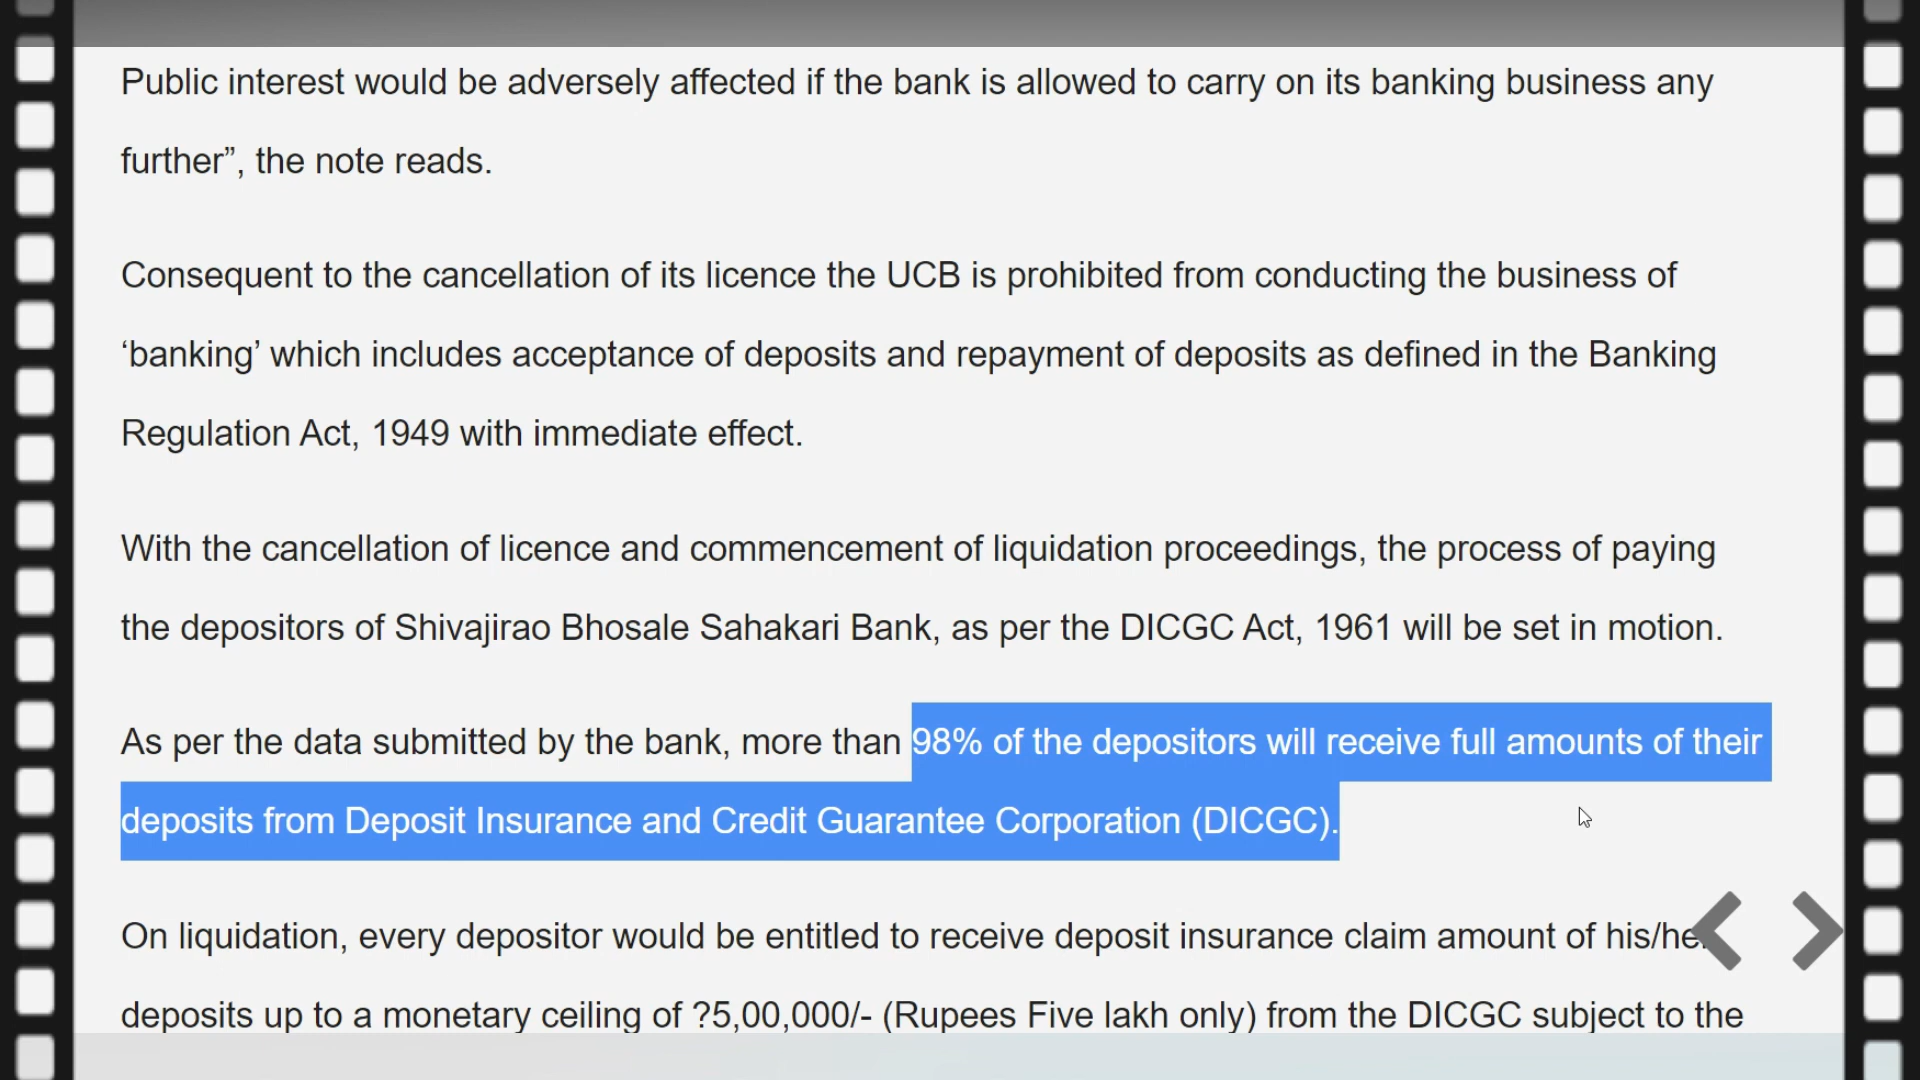 Public interest would be adversely affected if the bank is allowed to carry on its banking business any
further”, the note reads.
Consequent to the cancellation of its licence the UCB is prohibited from conducting the business of
‘banking’ which includes acceptance of deposits and repayment of deposits as defined in the Banking
Regulation Act, 1949 with immediate effect.
With the cancellation of licence and commencement of liquidation proceedings, the process of paying
the depositors of Shivajirao Bhosale Sahakari Bank, as per the DICGC Act, 1961 will be set in motion.
As per the data submitted by the bank, more than 98% of the depositors will receive full amounts of their
deposits from Deposit Insurance and Credit Guarantee Corporation (DICGC).
On liquidation, every depositor would be entitled to receive deposit insurance claim amount of his/her
deposits up to a monetary ceiling of ?5,00,000/- (Rupees Five lakh only) from the DICGC subject to the